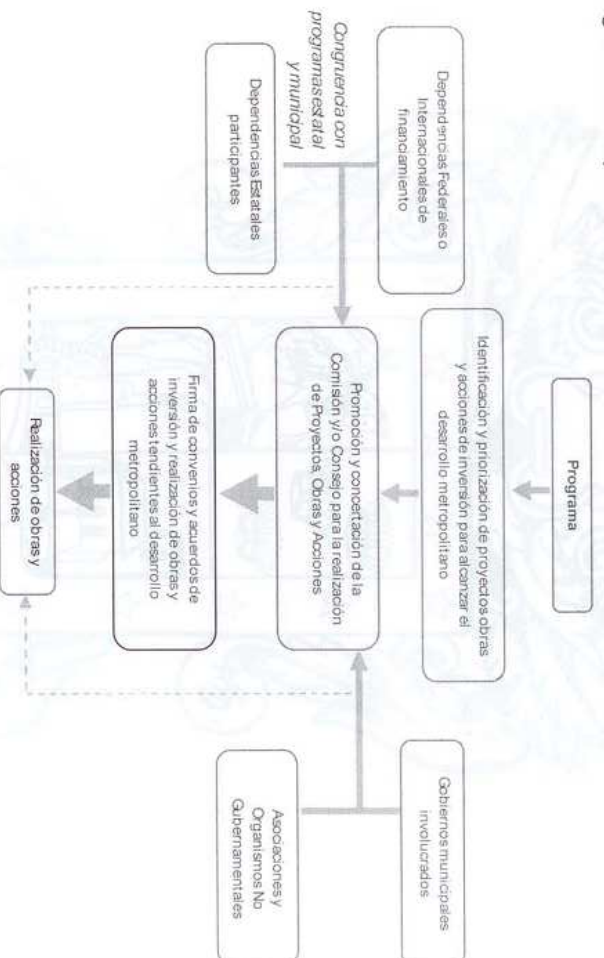 Programa
Identificación y priorización de proyectos obras
y acciones de inversión para alcanzar el
desarrollo metropolitano
Dependencias Federales o
Internacionales de
financiamiento
Congruencia con
programas estatal
y municipal
Dependencias Estatales
participantes
Promoción y concertación de la
Comisión y/o Consejo para la realización
de Proyectos, Obras y Acciones
Gobiernos municipales
involucrados
Asociaciones y
Organismos No
Gubernamentales
Firma de convenios y acuerdos de
inversión y realización de obras y
acciones tendientes al desarrollo
metropolitano
Realización de obras y
acciones